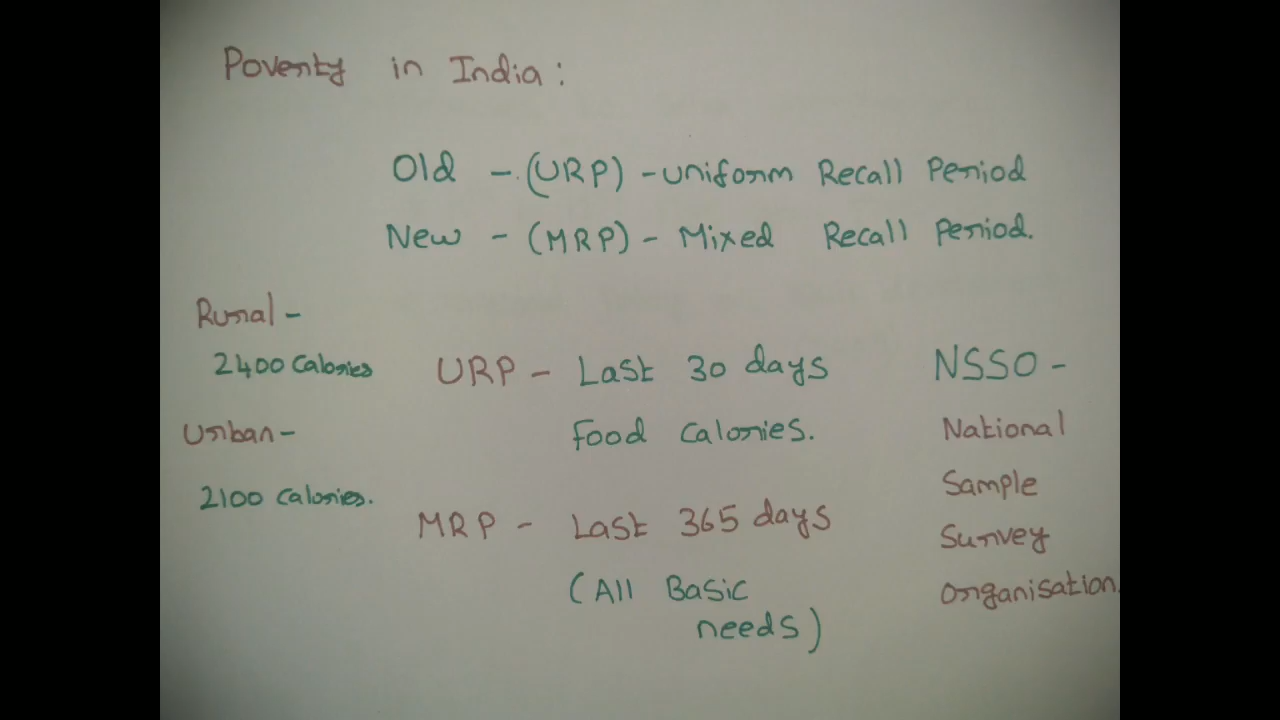 Poverty in India:
Old - (URP) - uniform Recall Period
New - (MRP) - Mixed Recall Period.
Rural -
2400 Calories
Urban -
2100 Calories.
URP - Last 30 days
Food Calories.
MRP - Last 365 days
(All Basic
needs)
NSSO -
National
Sample
Survey
Organisation.